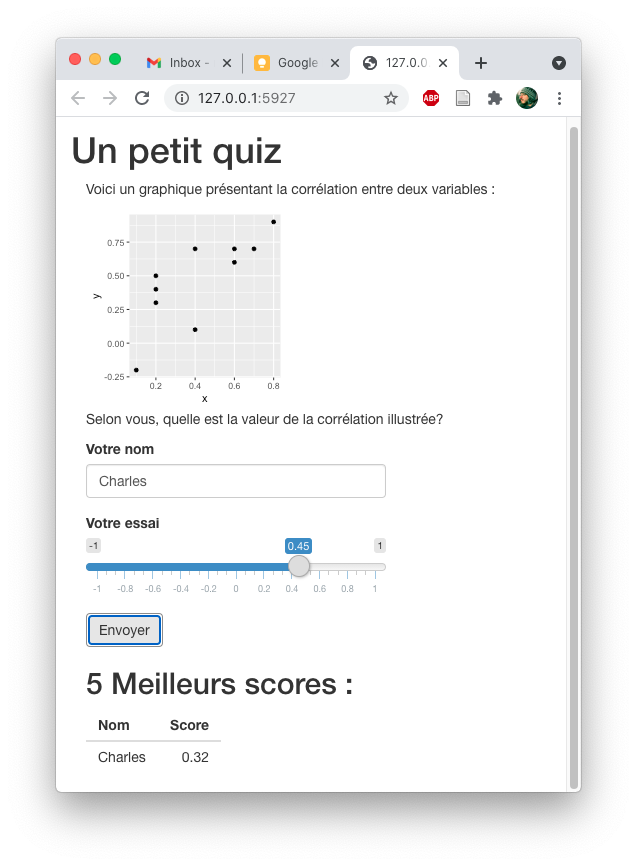 Inbox -
Google
127.0.0
127.0.0.1:5927
ABP
Un petit quiz
Voici un graphique présentant la corrélation entre deux variables :
0.75
0.50
0.25
0.00
-0.25
y
0.2 0.4 0.6 0.8
x
Selon vous, quelle est la valeur de la corrélation illustrée?
Votre nom
Charles
Votre essai
-1 0.45 1
-1 -0.8 -0.6 -0.4 -0.2 0 0.2 0.4 0.6 0.8 1
Envoyer
5 Meilleurs scores :
Nom Score
Charles 0.32